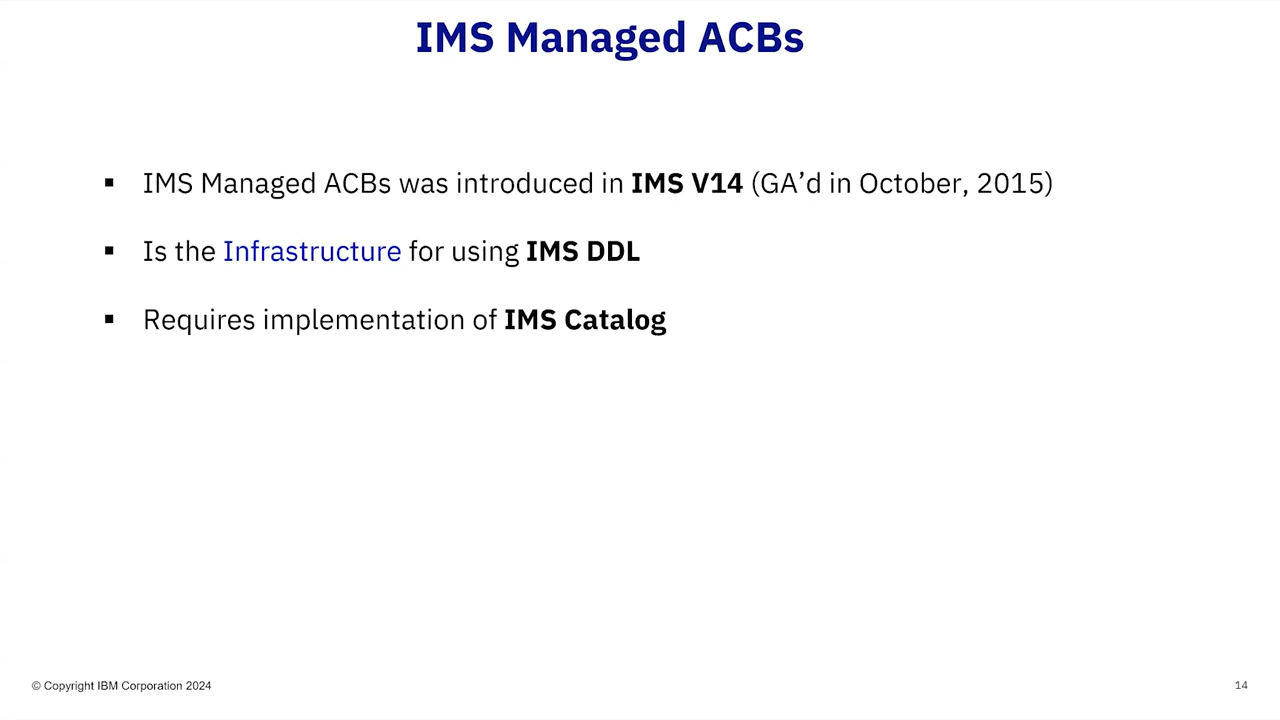 IMS Managed ACBs
▪ IMS Managed ACBs was introduced in IMS V14 (GA’d in October, 2015)
▪ Is the Infrastructure for using IMS DDL
▪ Requires implementation of IMS Catalog
© Copyright IBM Corporation 2024
14